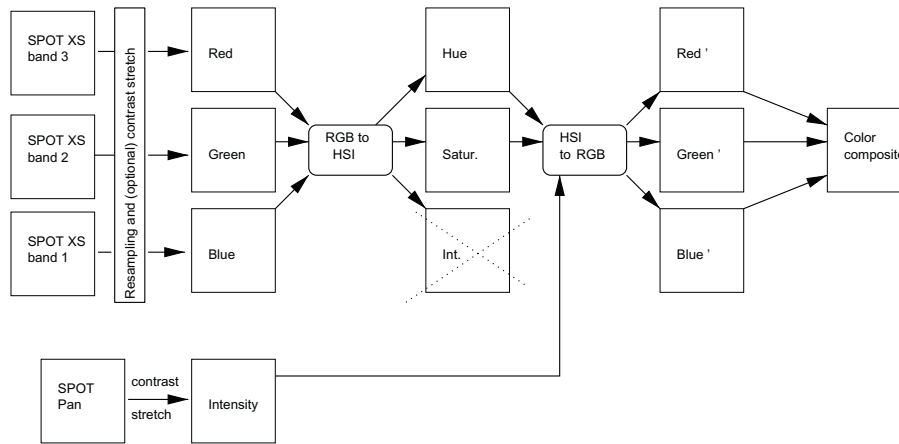 SPOT XS
band 3
SPOT XS
band 2
SPOT XS
band 1
Resampling and (optional) contrast stretch
Red
Green
Blue
RGB to
HSI
Hue
Satur.
Int.
HSI
to RGB
Red '
Green '
Blue '
Color
composite
SPOT
Pan
contrast
stretch
Intensity